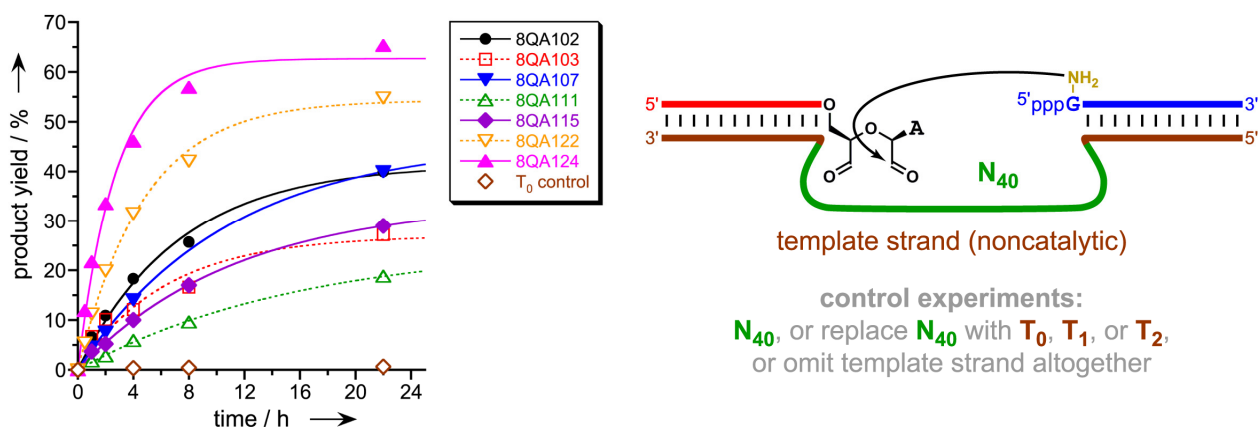 product yield / %
70
60
50
40
30
20
10
0
0 4 8 12 16 20 24
time / h
8QA102
8QA103
8QA107
8QA111
8QA115
8QA122
8QA124
T0 control
NH2
5'pppG
5'
3'
3'
5'
O
O
A
O
O
N40
template strand (noncatalytic)
control experiments:
N40, or replace N40 with T0, T1, or T2,
or omit template strand altogether